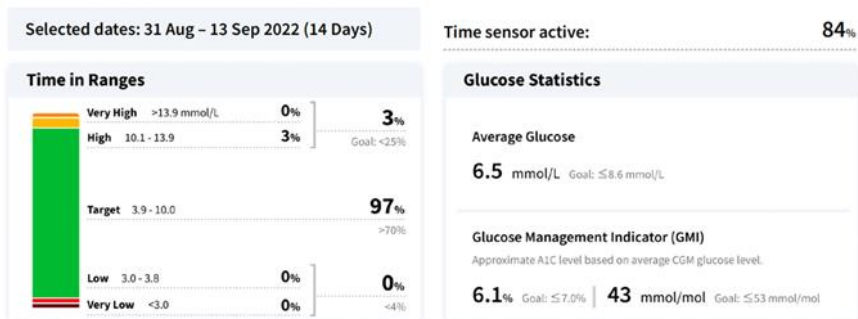 Selected dates: 31 Aug – 13 Sep 2022 (14 Days)
Time sensor active: 84%
Time in Ranges
Very High >13.9 mmol/L 0%
High 10.1 - 13.9 3%
3%
Goal: <25%
Target 3.9 - 10.0 97%
>70%
Low 3.0 - 3.8 0%
Very Low <3.0 0%
0%
<4%
Glucose Statistics
Average Glucose
6.5 mmol/L Goal: ≤8.6 mmol/L
Glucose Management Indicator (GMI)
Approximate A1C level based on average CGM glucose level.
6.1% Goal: ≤7.0% | 43 mmol/mol Goal: ≤53 mmol/mol